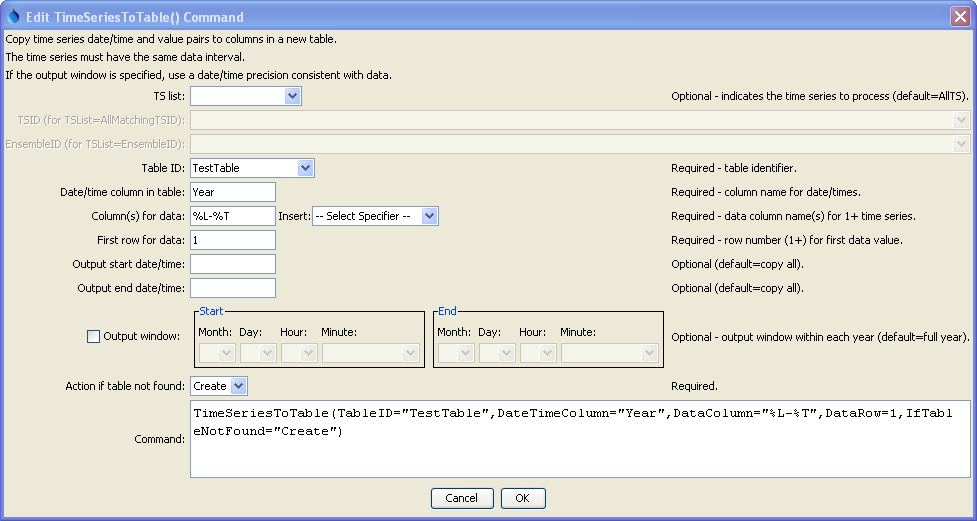 Edit TimeSeriesToTable() Command
Copy time series date/time and value pairs to columns in a new table.
The time series must have the same data interval.
If the output window is specified, use a date/time precision consistent with data.
TS list: Optional - indicates the time series to process (default=AllTS).
TSID (for TSList=AllMatchingTSID):
EnsembleID (for TSList=EnsembleID):
Table ID: TestTable Required - table identifier.
Date/time column in table: Year Required - column name for date/times.
Column(s) for data: %L-%T Insert: -- Select Specifier -- Required - data column name(s) for 1+ time series.
First row for data: 1 Required - row number (1+) for first data value.
Output start date/time: Optional (default=copy all).
Output end date/time: Optional (default=copy all).
Start End
Month: Day: Hour: Minute: Month: Day: Hour: Minute:
Output window: Optional - output window within each year (default=full year).
Action if table not found: Create Required.
Command:
TimeSeriesToTable(TableID="TestTable",DateTimeColumn="Year",DataColumn="%L-%T",DataRow=1,IfTabl
eNotFound="Create")
Cancel OK